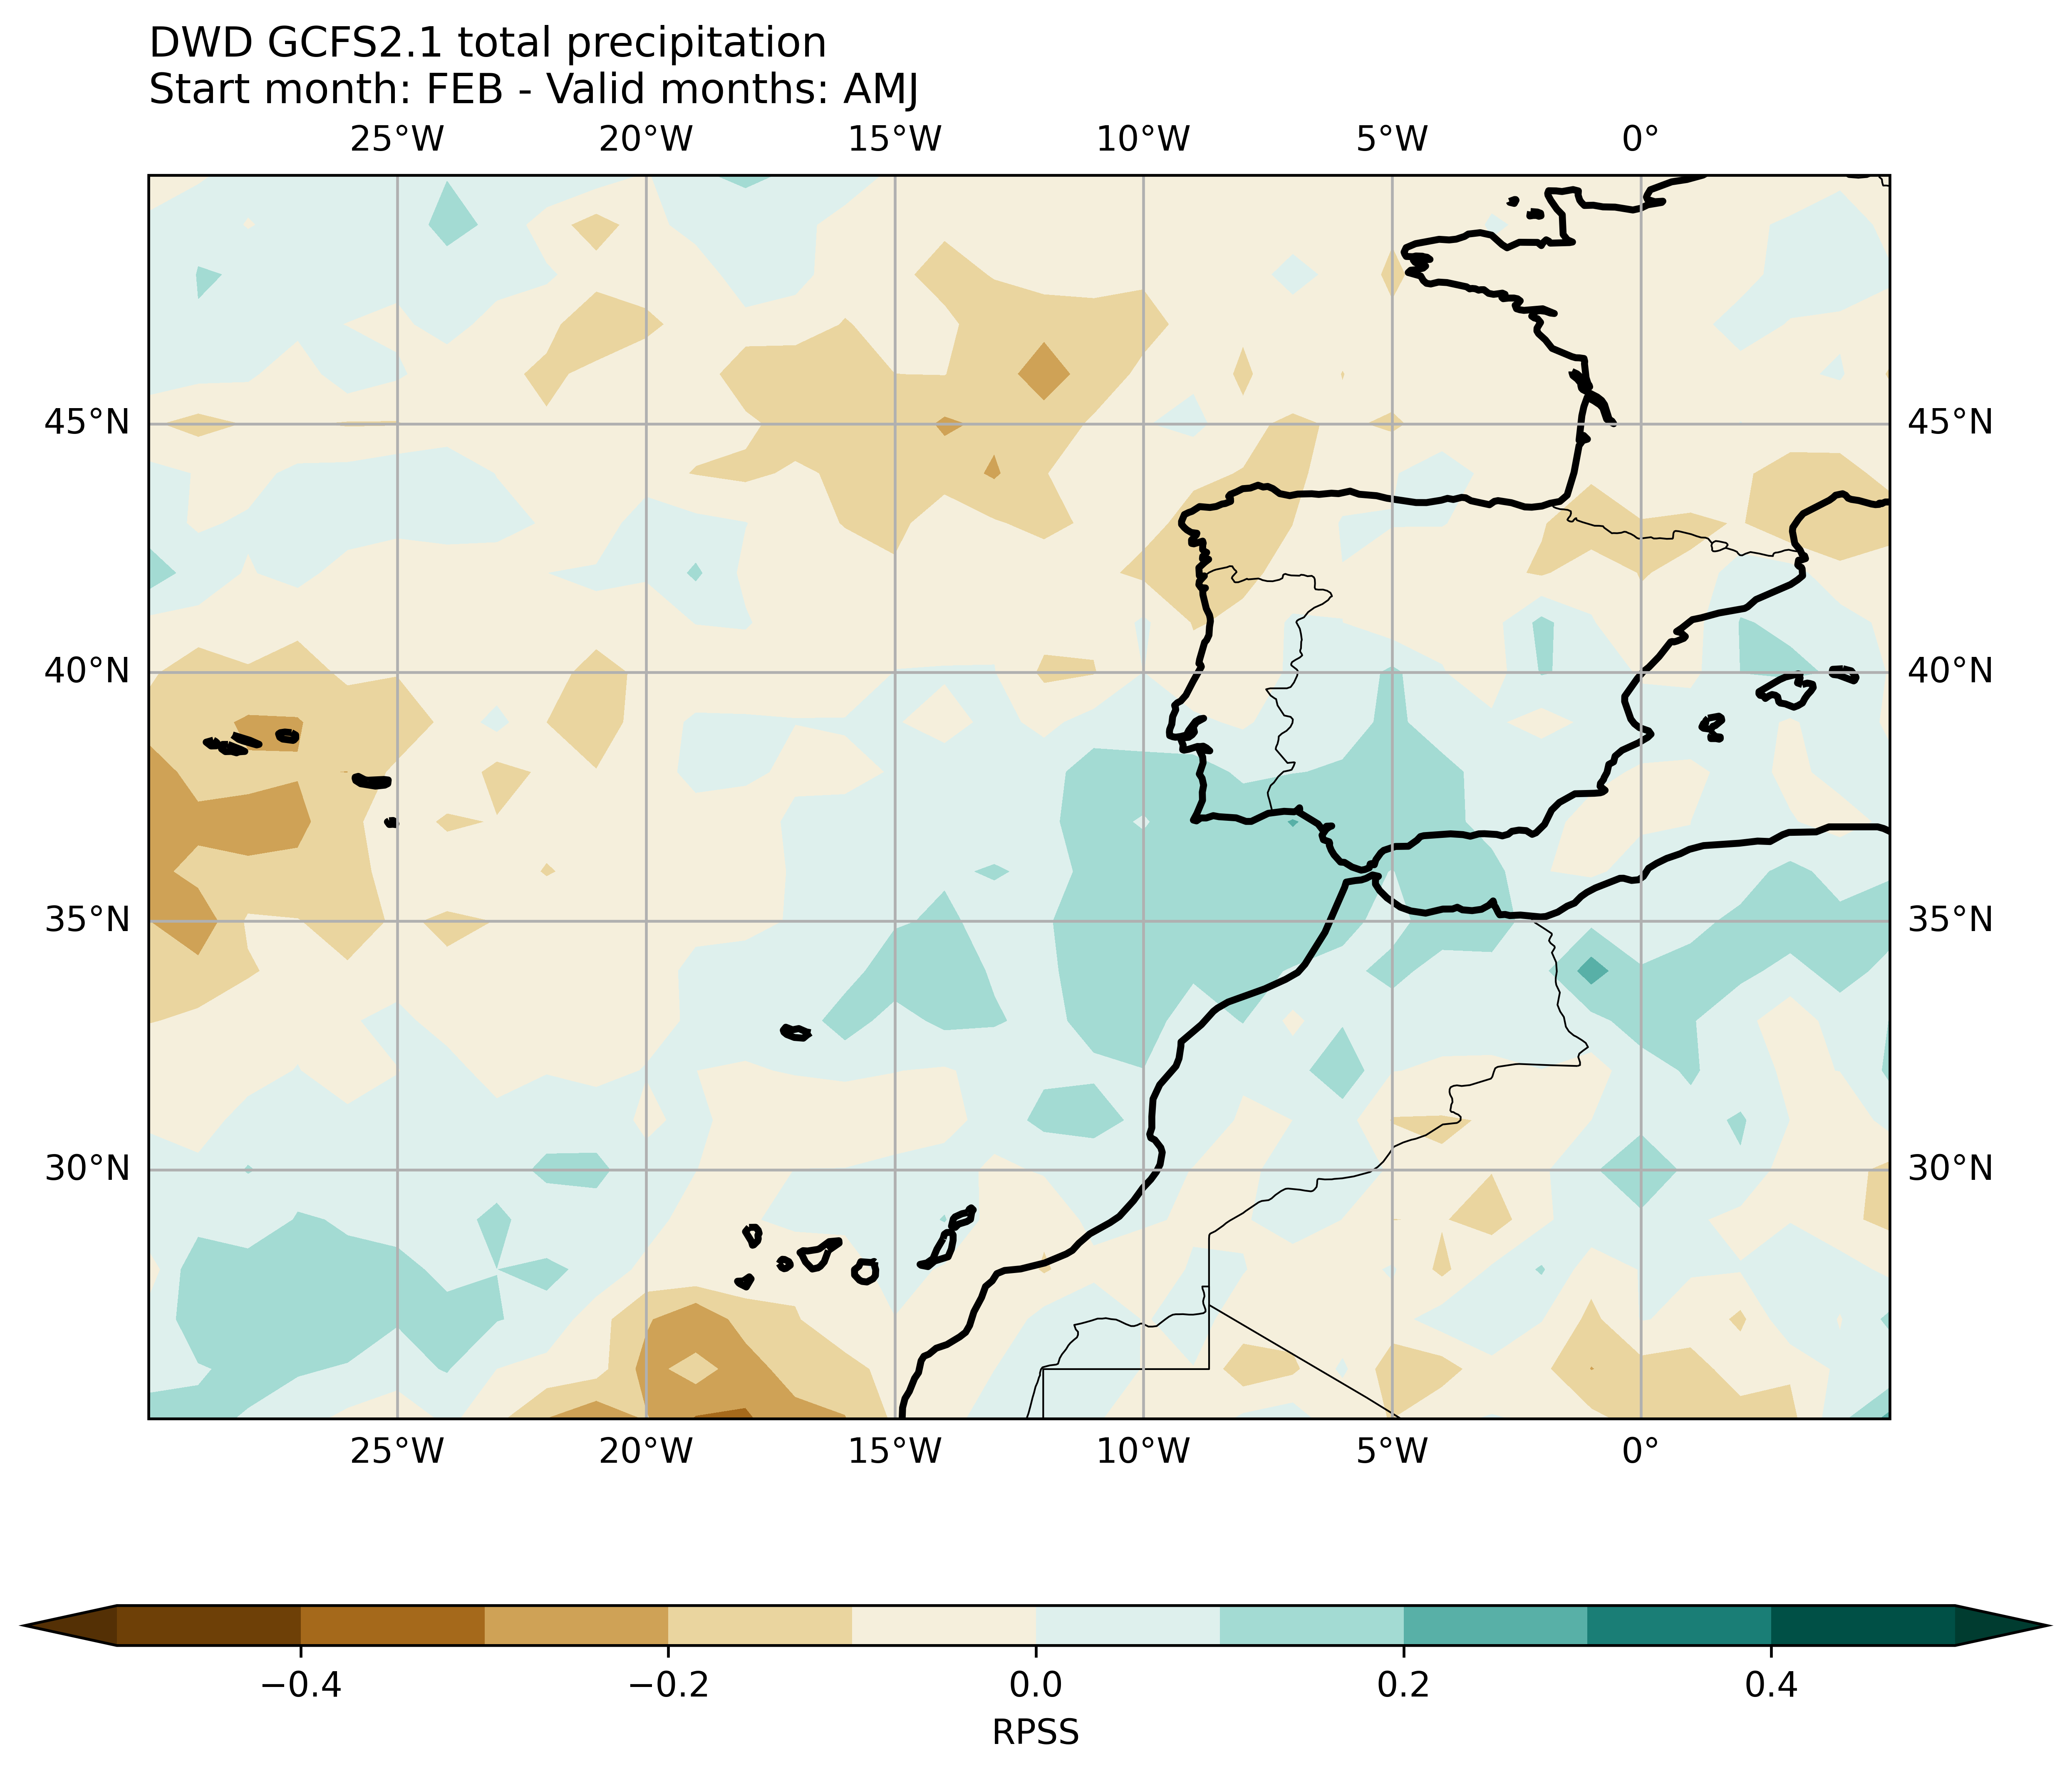 DWD GCFS2.1 total precipitation
Start month: FEB - Valid months: AMJ
25°W 20°W 15°W 10°W 5°W 0°
45°N 45°N
40°N 40°N
35°N 35°N
30°N 30°N
25°W 20°W 15°W 10°W 5°W 0°
−0.4 −0.2 0.0 0.2 0.4
RPSS